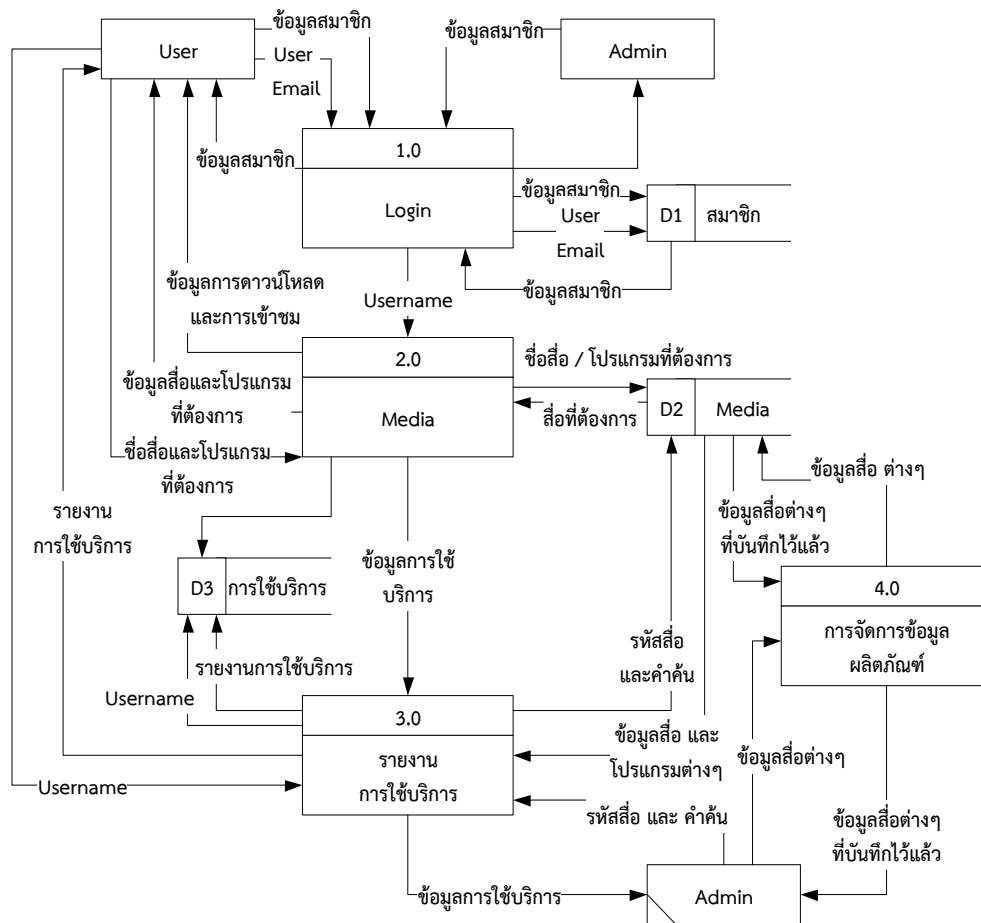 ข้อมูลสมาชิก
User
User
Email
ข้อมูลสมาชิก
Admin
1.0
Login
ข้อมูลสมาชิก
ข้อมูลสมาชิก
User
Email
D1
สมาชิก
ข้อมูลสมาชิก
Username
ข้อมูลการดาวน์โหลด
และการเข้าชม
2.0
Media
ชื่อสื่อ / โปรแกรมที่ต้องการ
สื่อที่ต้องการ
D2
Media
ข้อมูลสื่อและโปรแกรม
ที่ต้องการ
ชื่อสื่อและโปรแกรม
ที่ต้องการ
ข้อมูลสื่อ ต่างๆ
ข้อมูลสื่อต่างๆ
ที่บันทึกไว้แล้ว
รายงาน
การใช้บริการ
D3
การใช้บริการ
ข้อมูลการใช้
บริการ
4.0
การจัดการข้อมูล
ผลิตภัณฑ์
รายงานการใช้บริการ
Username
รหัสสื่อ
และคำค้น
3.0
รายงาน
การใช้บริการ
ข้อมูลสื่อ และ
โปรแกรมต่างๆ
ข้อมูลสื่อต่างๆ
Username
รหัสสื่อ และ คำค้น
ข้อมูลสื่อต่างๆ
ที่บันทึกไว้แล้ว
ข้อมูลการใช้บริการ
Admin